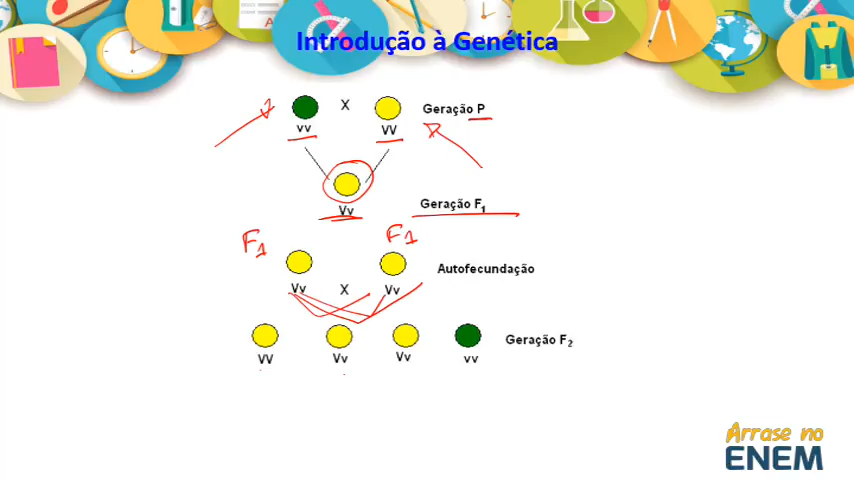 Introdução à Genética
X Geração P
vv VV
Vv Geração F1
F1 F1
Autofecundação
Vv X Vv
Geração F2
VV Vv Vv vv
Arrase no
ENEM